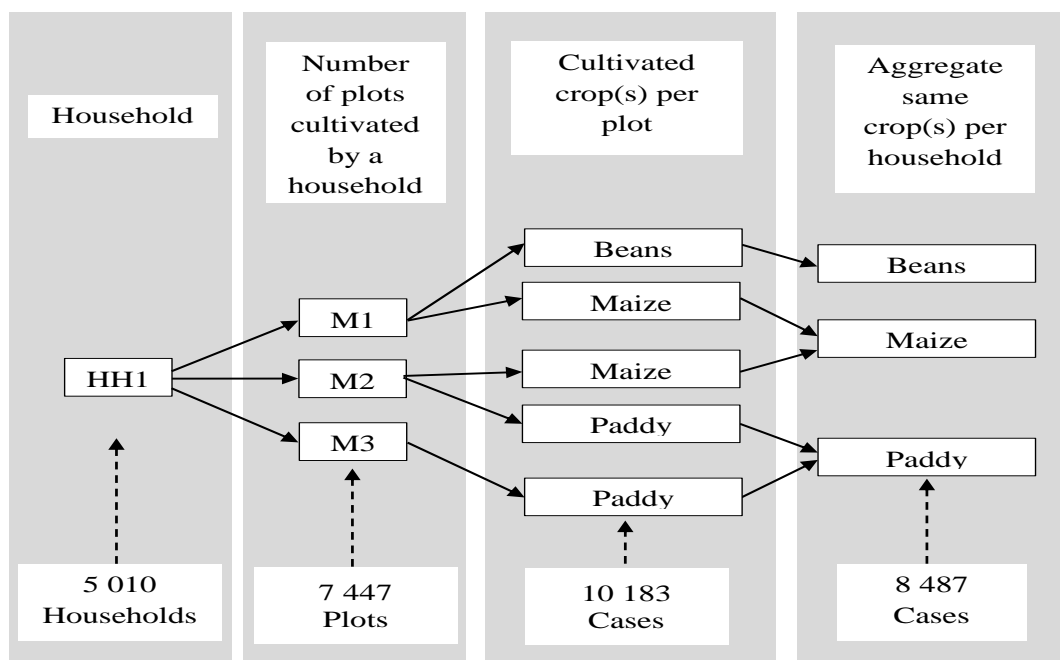 Household
Number
of plots
cultivated
by a
household
Cultivated
crop(s) per
plot
Aggregate
same
crop(s) per
household
HH1
M1
M2
M3
Beans
Maize
Maize
Paddy
Paddy
Beans
Maize
Paddy
5 010
Households
7 447
Plots
10 183
Cases
8 487
Cases